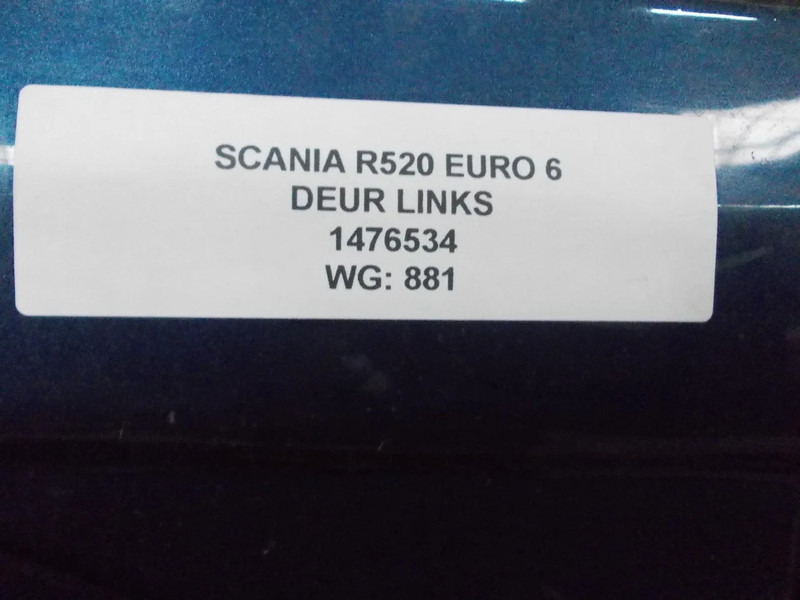 SCANIA R520 EURO 6
DEUR LINKS
1476534
WG: 881